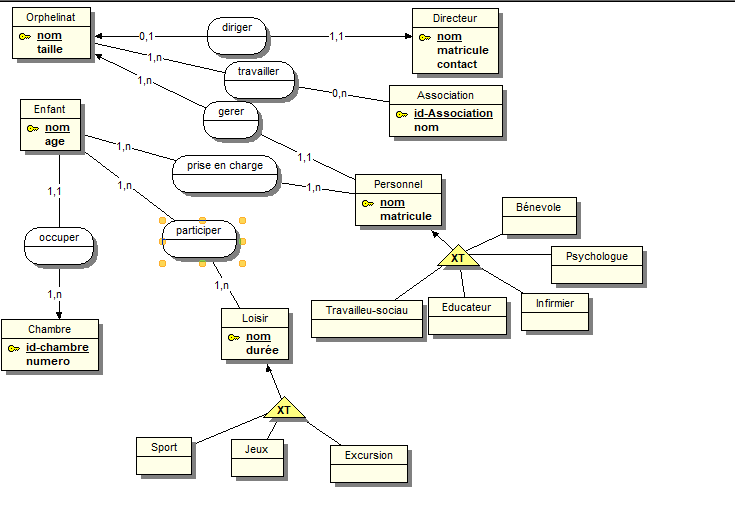 Orphelinat
nom
taille
0,1
diriger
1,1
Directeur
nom
matricule
contact
1,n
travailler
0,n
Association
id-Association
nom
1,n
gerer
1,1
Enfant
nom
age
1,n
prise en charge
1,n
Personnel
nom
matricule
1,n
participer
1,n
1,1
occuper
1,n
Chambre
id-chambre
numero
XT
Bénevole
Psychologue
Infirmier
Educateur
Travailleu-sociau
Loisir
nom
durée
XT
Sport
Jeux
Excursion